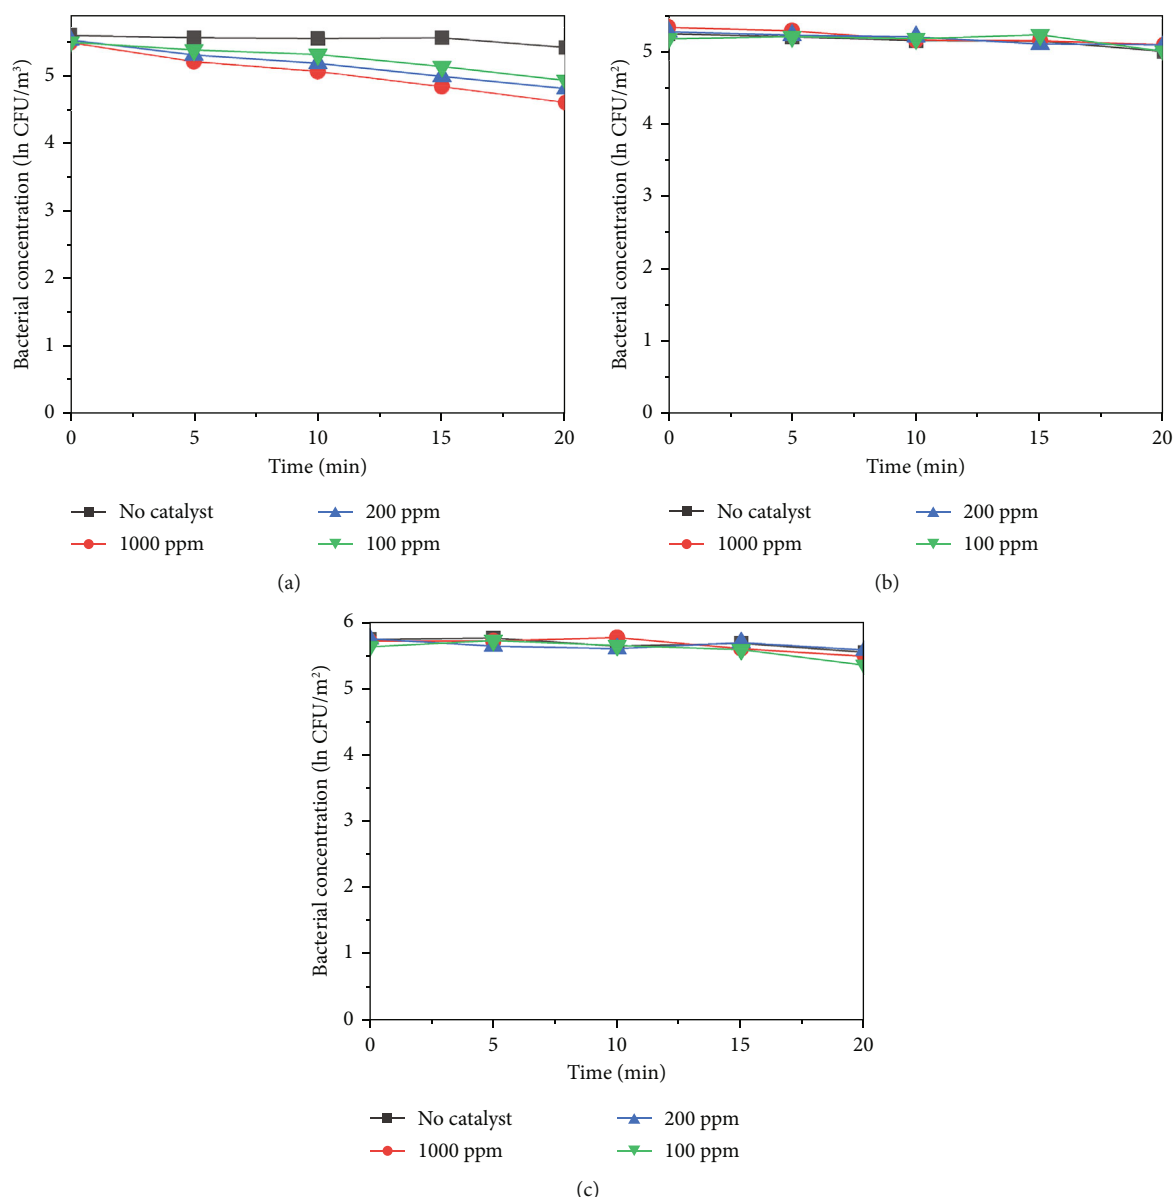 Bacterial concentration (ln CFU/m³)
5
4
3
2
1
0
0 5 10 15 20
Time (min)
No catalyst
200 ppm
1000 ppm
100 ppm
(a)
Bacterial concentration (ln CFU/m²)
5
4
3
2
1
0
0 5 10 15 20
Time (min)
No catalyst
200 ppm
1000 ppm
100 ppm
(b)
Bacterial concentration (ln CFU/m²)
6
5
4
3
2
1
0
0 5 10 15 20
Time (min)
No catalyst
200 ppm
1000 ppm
100 ppm
(c)